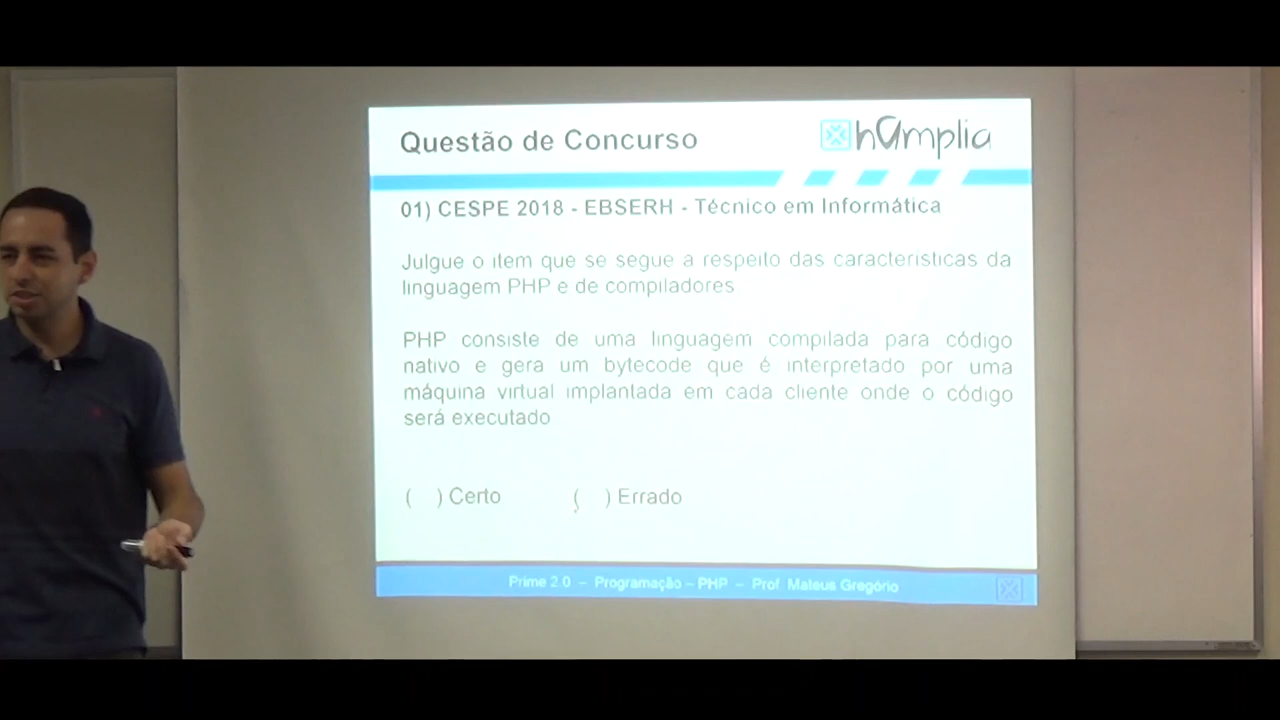 Questão de Concurso
hamplia
01) CESPE 2018 - EBSERH - Técnico em Informática
Julgue o item que se segue a respeito das características da
linguagem PHP e de compiladores
PHP consiste de uma linguagem compilada para código
nativo e gera um bytecode que é interpretado por uma
máquina virtual implantada em cada cliente onde o código
será executado
( ) Certo ( ) Errado
Prime 2.0 – Programação – PHP – Prof Mateus Gregório